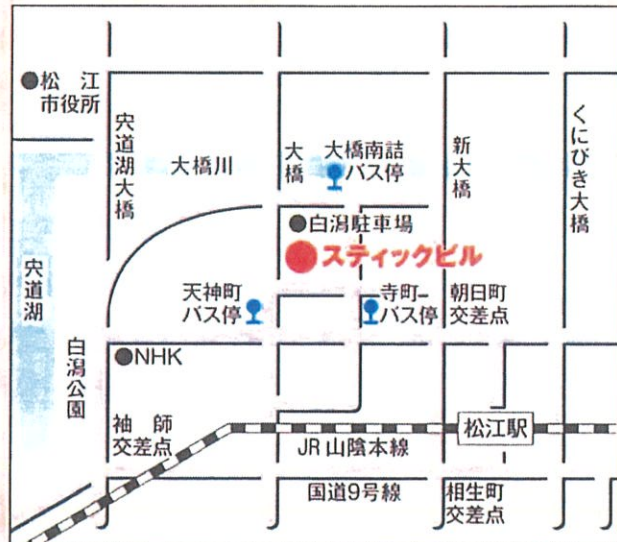 ●松　江
市役所
宍道湖大橋
大橋川
大橋
大橋南詰
バス停
新大橋
くにびき大橋
●白潟駐車場
●スティックビル
宍道湖
白潟公園
天神町
バス停
寺町
バス停
朝日町
交差点
●NHK
袖　師
交差点
JR山陰本線
松江駅
国道9号線
相生町
交差点